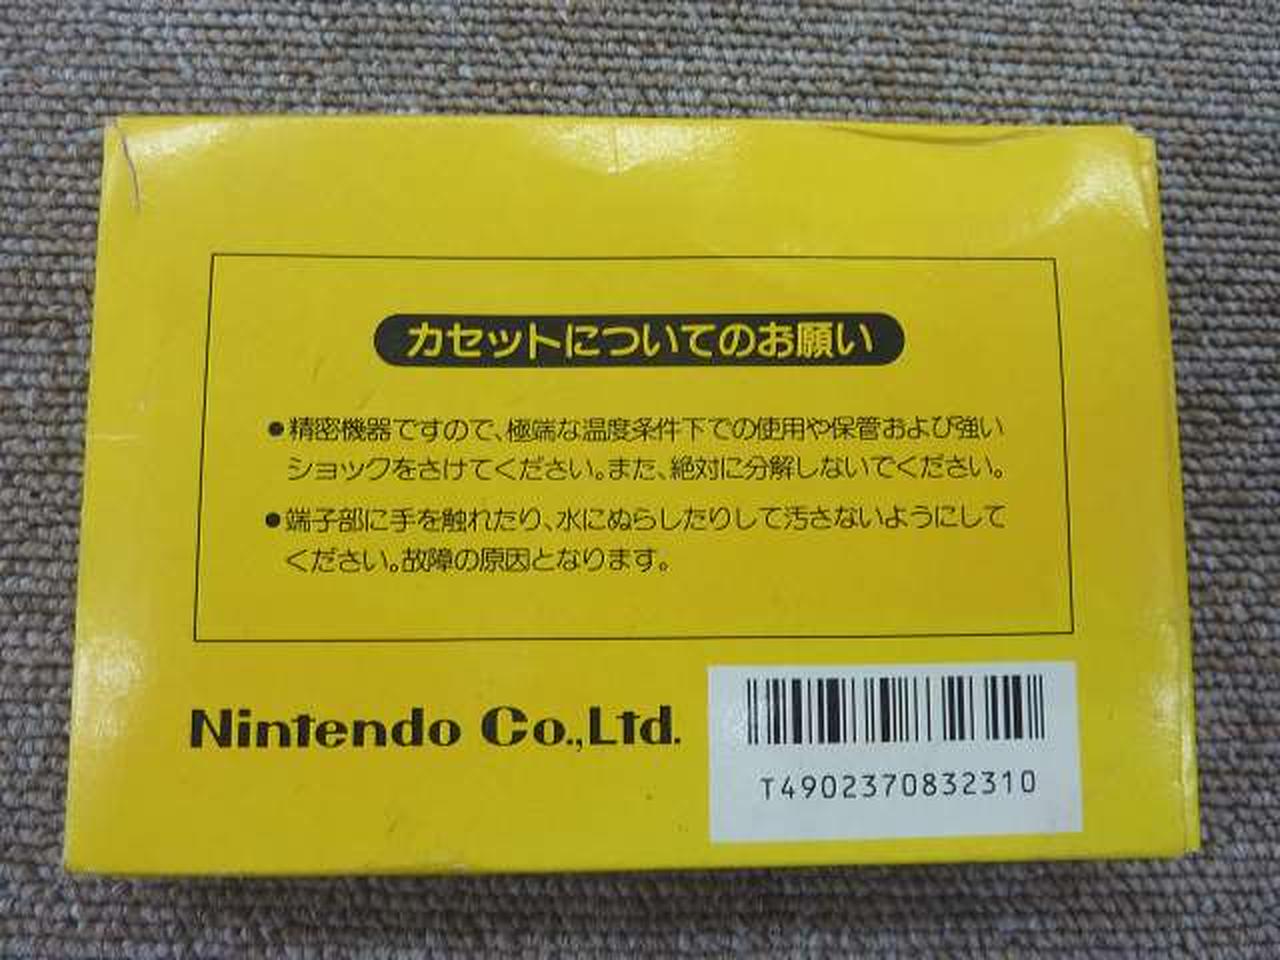 カセットについてのお願い
●精密機器ですので、極端な温度条件下での使用や保管および強い
ショックをさけてください。また、絶対に分解しないでください。
●端子部に手を触れたり、水にぬらしたりして汚さないようにして
ください。故障の原因となります。
Nintendo Co.,Ltd.
T4902370832310